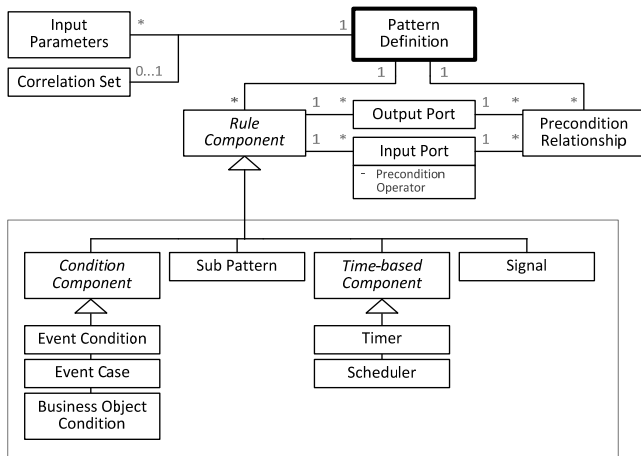 Input
Parameters
*
1
Pattern
Definition
Correlation Set
0...1
1
1
*
*
Rule
Component
1
*
Output Port
1
*
Precondition
Relationship
1
*
Input Port
1
*
- Precondition
Operator
Condition
Component
Sub Pattern
Time-based
Component
Signal
Event Condition
Timer
Event Case
Scheduler
Business Object
Condition